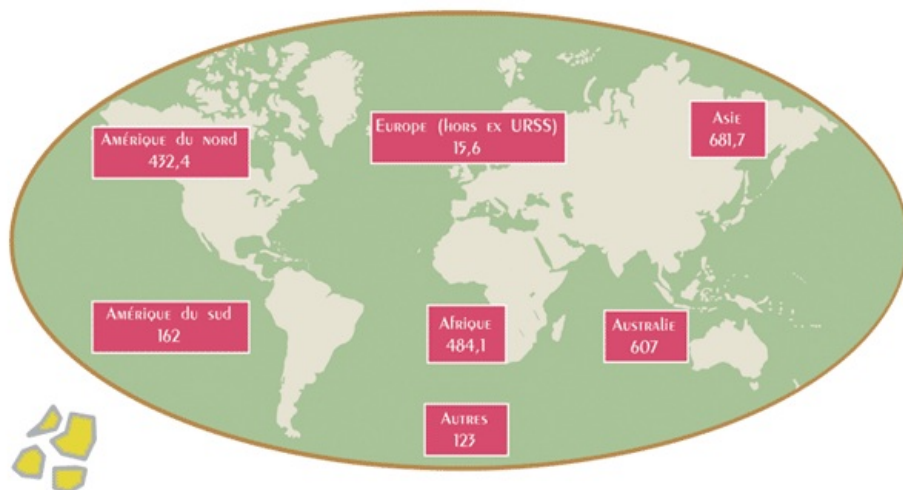 Amérique du nord
432,4
Europe (hors ex URSS)
15,6
Asie
681,7
Amérique du sud
162
Afrique
484,1
Australie
607
Autres
123